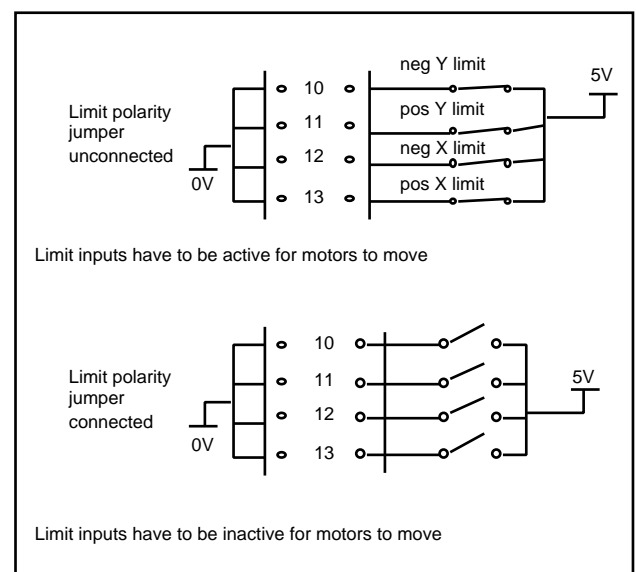 neg Y limit
5V
10
Limit polarity
jumper
unconnected
pos Y limit
11
neg X limit
12
0V
pos X limit
13
Limit inputs have to be active for motors to move
10
Limit polarity
jumper
connected
11
5V
12
0V
13
Limit inputs have to be inactive for motors to move